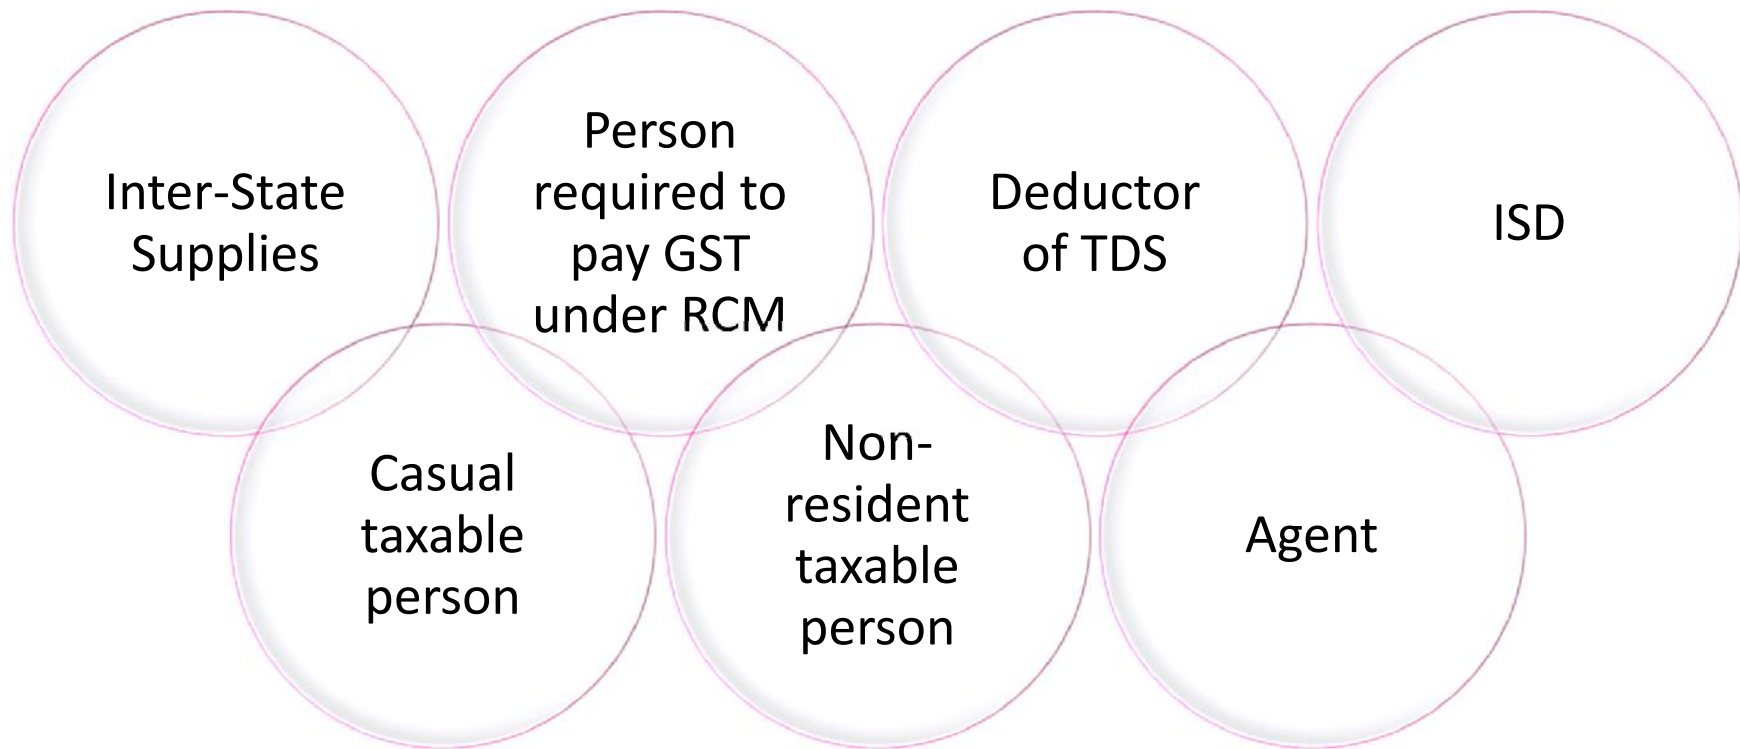 Inter-State
Supplies
Person
required to
pay GST
under RCM
Deductor
of TDS
ISD
Casual
taxable
person
Non-
resident
taxable
person
Agent